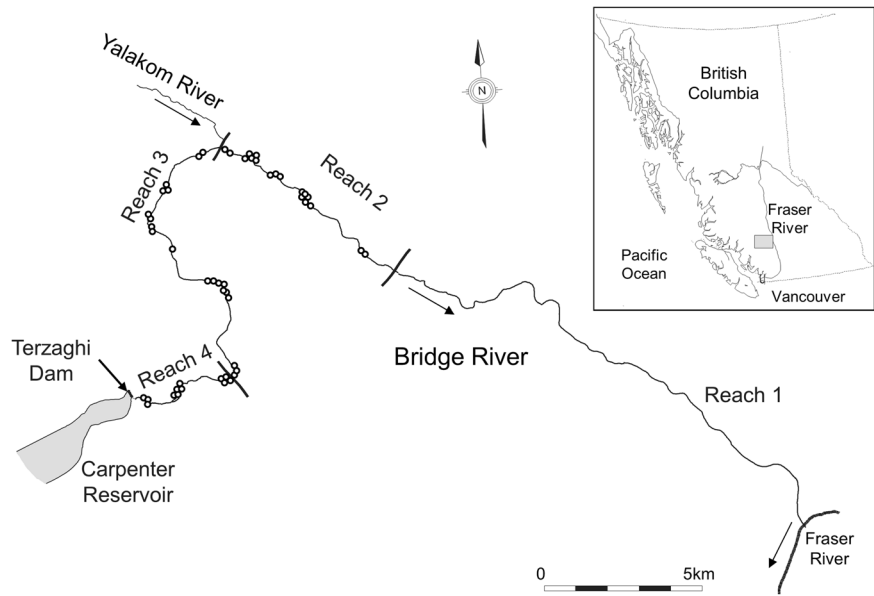 Yalakom River
N
British
Columbia
Fraser
River
Pacific
Ocean
Vancouver
Reach 3
Reach 2
Bridge River
Terzaghi
Dam
Reach 4
Reach 1
Carpenter
Reservoir
Fraser
River
0 5km